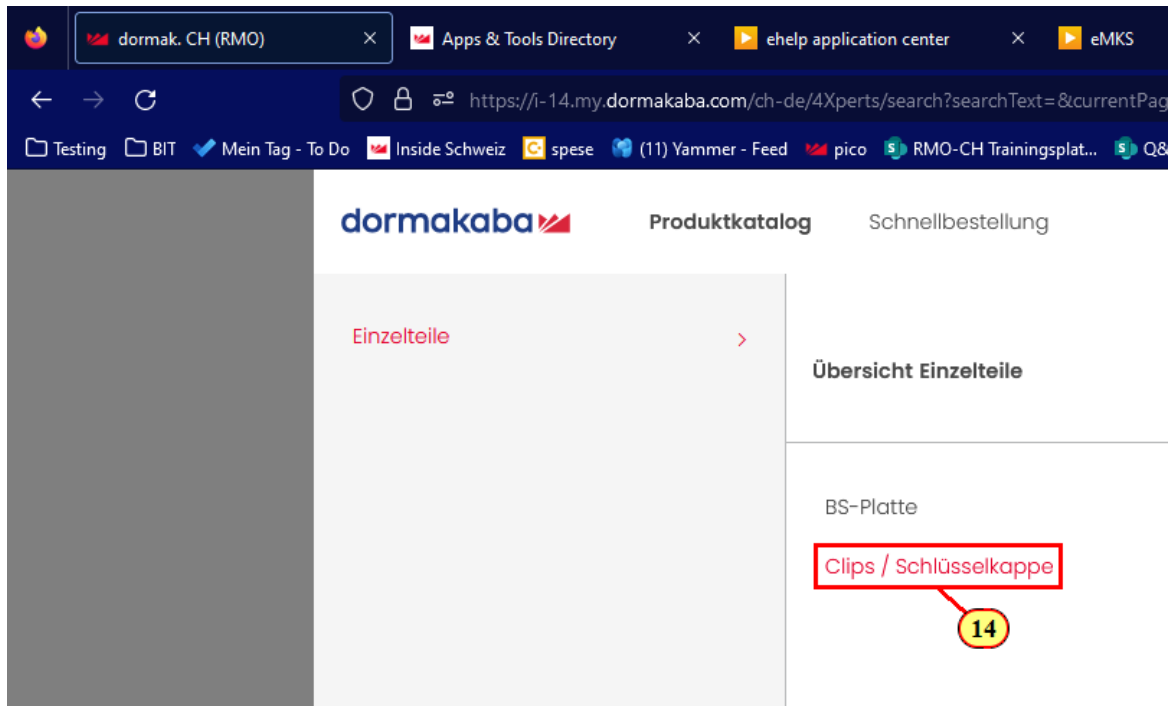 dormak. CH (RMO)
Apps & Tools Directory
ehelp application center
eMKS
https://i-14.my.dormakaba.com/ch-de/4Xperts/search?searchText=&currentPag
Testing
BIT
Mein Tag - To Do
Inside Schweiz
spese
(11) Yammer - Feed
pico
RMO-CH Trainingsplat...
Q&
dormakaba
Produktkatalog
Schnellbestellung
Einzelteile
Übersicht Einzelteile
BS-Platte
Clips / Schlüsselkappe
14